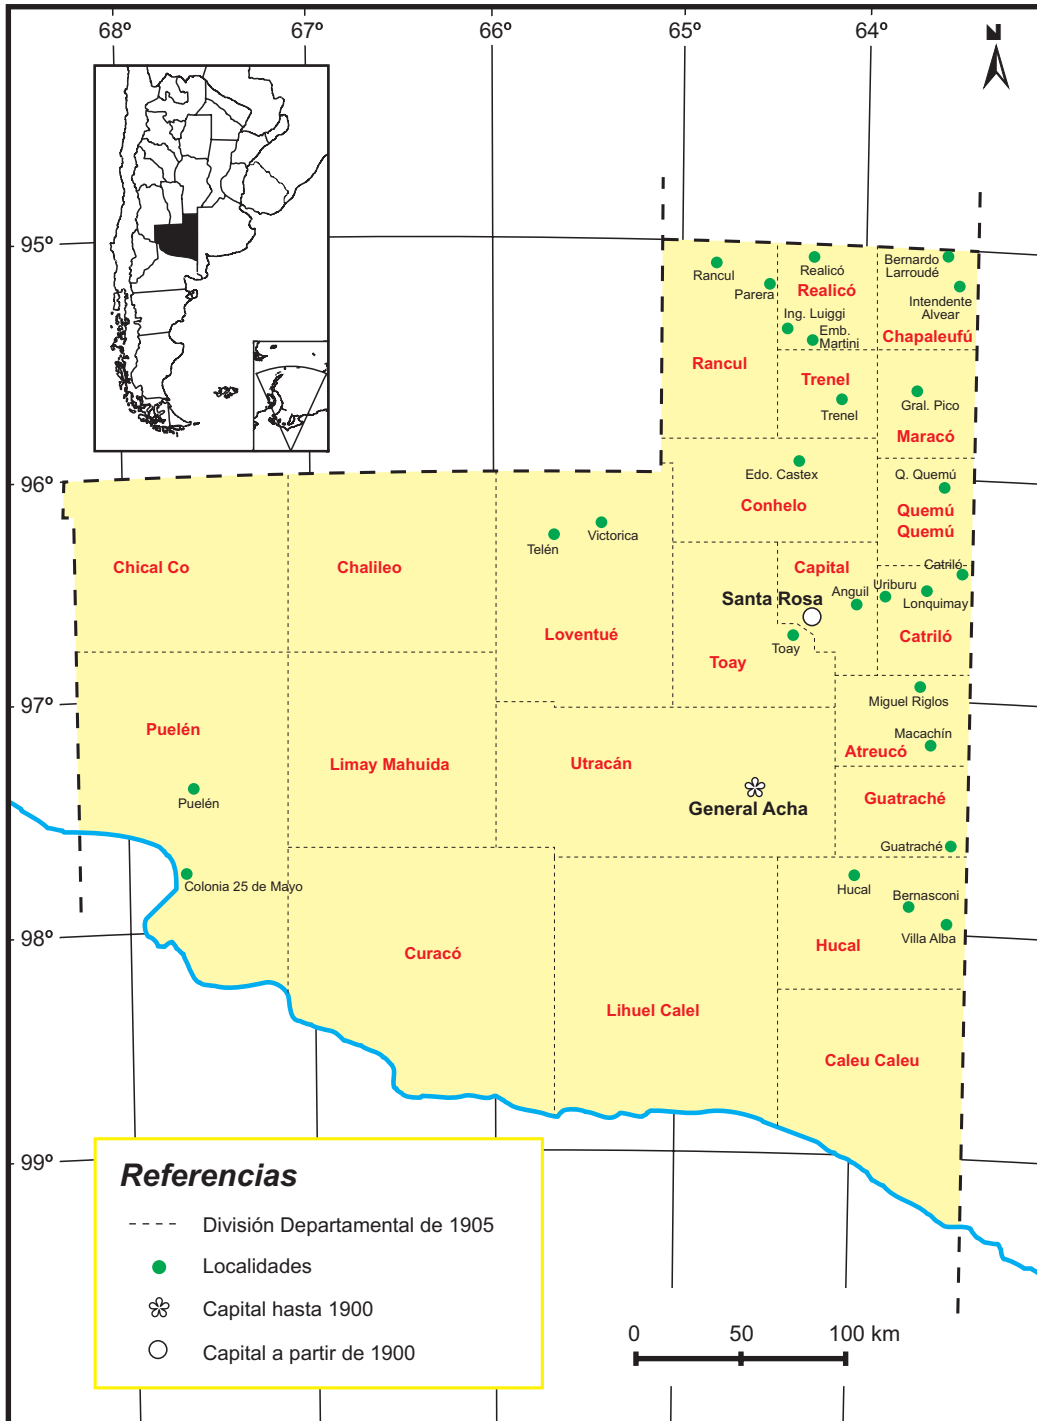 68º
67º
66º
65º
64º
N
95º
96º
97º
98º
99º
Rancul
Parera
Realicó
Realicó
Bernardo
Larroudé
Intendente
Alvear
Chapaleufú
Ing. Luiggi
Emb.
Martini
Rancul
Trenel
Trenel
Gral. Pico
Maracó
Edo. Castex
Conhelo
Q. Quemú
Quemú
Quemú
Telén
Victorica
Chical Co
Chalileo
Loventué
Capital
Santa Rosa
Anguil
Uriburu
Catriló
Lonquimay
Catriló
Toay
Toay
Miguel Riglos
Macachín
Atreucó
Puelén
Puelén
Limay Mahuida
Utracán
General Acha
Guatraché
Guatraché
Colonia 25 de Mayo
Hucal
Bernasconi
Villa Alba
Hucal
Curacó
Lihuel Calel
Caleu Caleu
Referencias
División Departamental de 1905
Localidades
Capital hasta 1900
Capital a partir de 1900
0 50 100 km